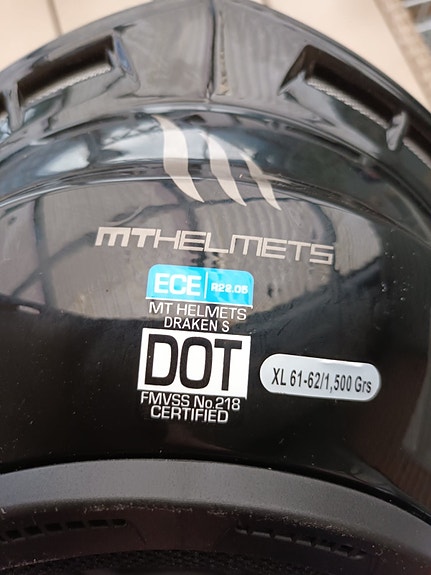 MTHELMETS
ECE R22.05
MT HELMETS
DRAKEN S
DOT
FMVSS No.218
CERTIFIED
XL 61-62/1,500 Grs